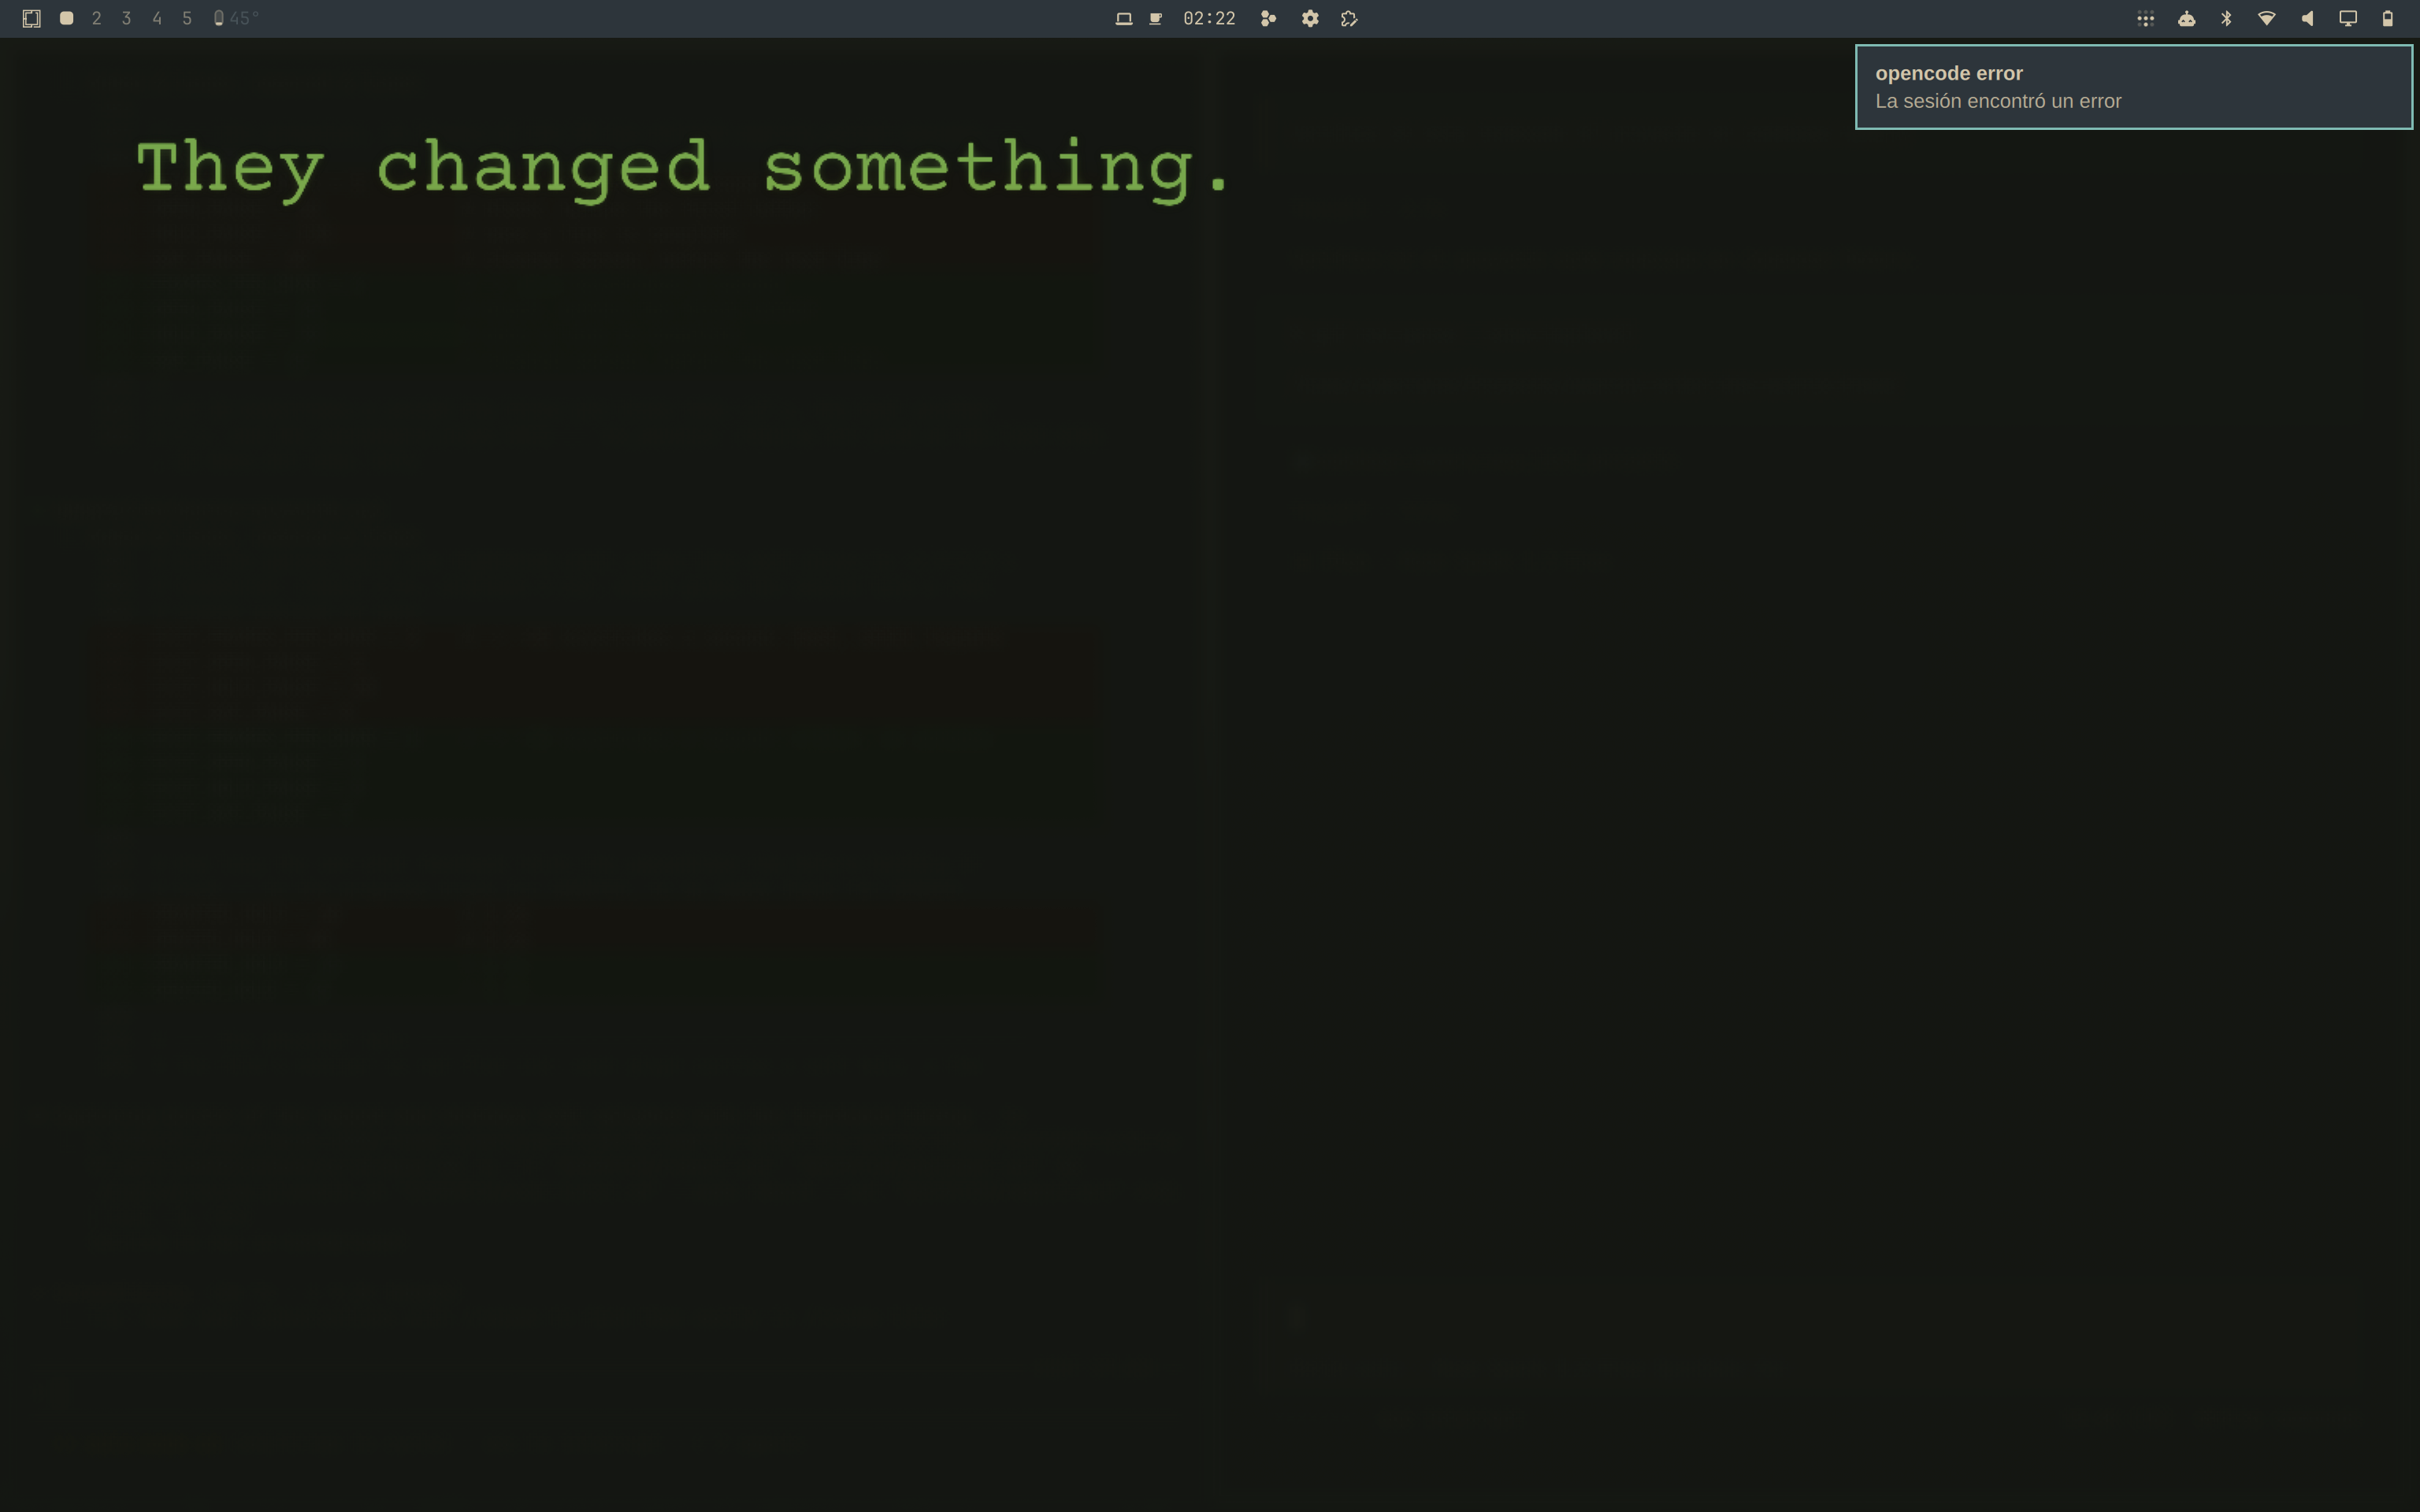 2 3 4 5 45°
02:22
opencode error
La sesión encontró un error
They changed something.